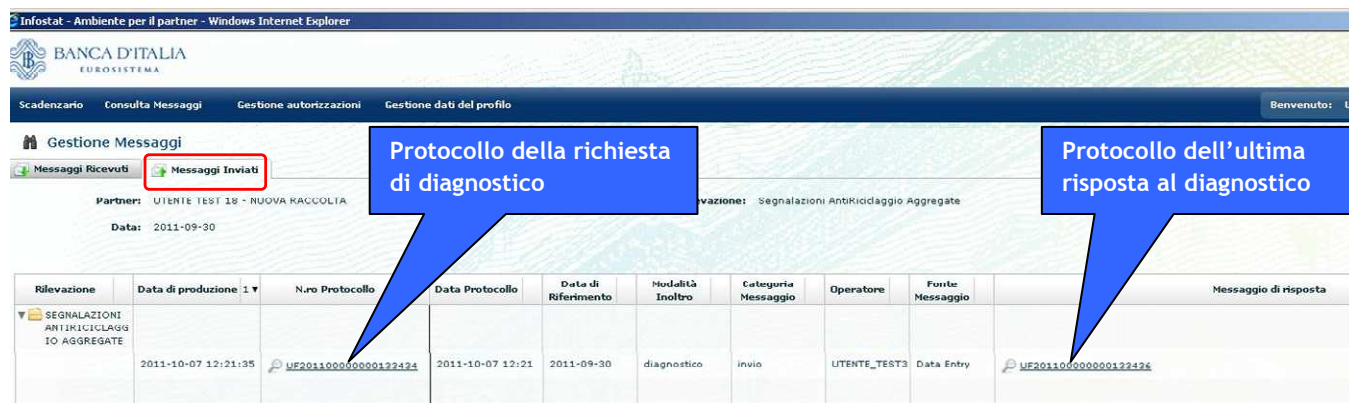 Infostat - Ambiente per il partner - Windows Internet Explorer
BANCA D'ITALIA
EUROSISTEMA
Scadenzario Consulta Messaggi Gestione autorizzazioni Gestione dati del profilo Benvenuto: U
Gestione Messaggi
Protocollo della richiesta
di diagnostico
Protocollo dell'ultima
risposta al diagnostico
Messaggi Ricevuti Messaggi Inviati
Partner: UTENTE TEST 18 - NUOVA RACCOLTA evazione: Segnalazioni AntiRiciclaggio Aggregate
Data: 2011-09-30
Rilevazione Data di produzione 1 N.ro Protocollo Data Protocollo Data di Riferimento Modalità Inoltro Categoria Messaggio Operatore Fonte Messaggio Messaggio di risposta
SEGNALAZIONI
ANTIRICICLAGG
IO AGGREGATE
2011-10-07 12:21:35 UF201100000000122424 2011-10-07 12:21 2011-09-30 diagnostico invio UTENTE_TEST3 Data Entry UF201100000000122426